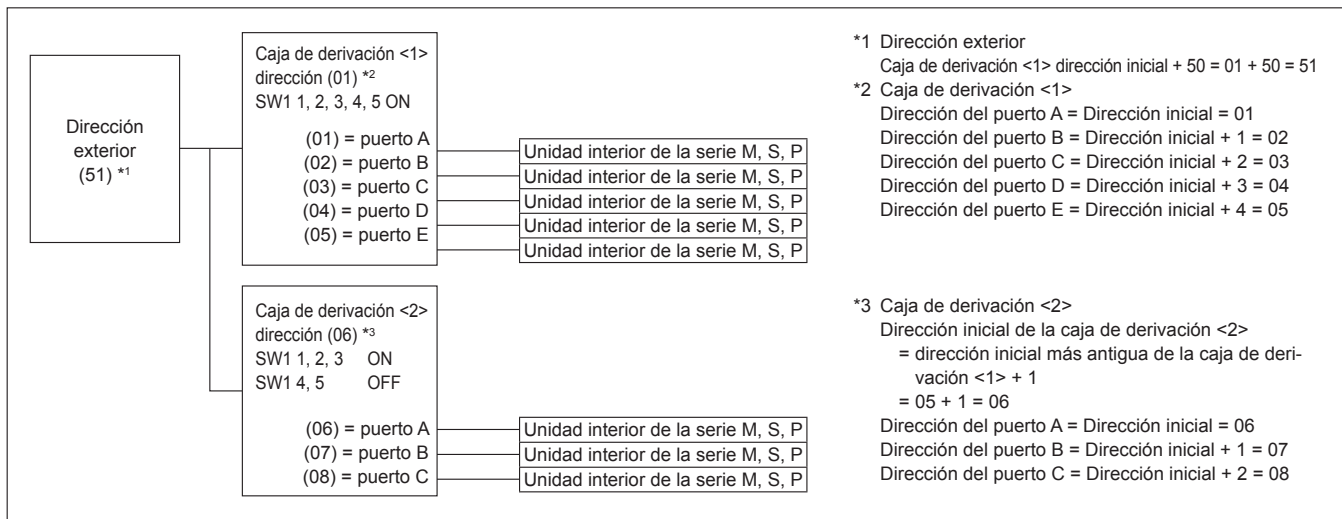 Dirección
exterior
(51) *1
Caja de derivación <1>
dirección (01) *2
SW1 1, 2, 3, 4, 5 ON
(01) = puerto A
(02) = puerto B
(03) = puerto C
(04) = puerto D
(05) = puerto E
Unidad interior de la serie M, S, P
Unidad interior de la serie M, S, P
Unidad interior de la serie M, S, P
Unidad interior de la serie M, S, P
Unidad interior de la serie M, S, P
Caja de derivación <2>
dirección (06) *3
SW1 1, 2, 3 ON
SW1 4, 5 OFF
(06) = puerto A
(07) = puerto B
(08) = puerto C
Unidad interior de la serie M, S, P
Unidad interior de la serie M, S, P
Unidad interior de la serie M, S, P
*1 Dirección exterior
Caja de derivación <1> dirección inicial + 50 = 01 + 50 = 51
*2 Caja de derivación <1>
Dirección del puerto A = Dirección inicial = 01
Dirección del puerto B = Dirección inicial + 1 = 02
Dirección del puerto C = Dirección inicial + 2 = 03
Dirección del puerto D = Dirección inicial + 3 = 04
Dirección del puerto E = Dirección inicial + 4 = 05
*3 Caja de derivación <2>
Dirección inicial de la caja de derivación <2>
= dirección inicial más antigua de la caja de deri-
vación <1> + 1
= 05 + 1 = 06
Dirección del puerto A = Dirección inicial = 06
Dirección del puerto B = Dirección inicial + 1 = 07
Dirección del puerto C = Dirección inicial + 2 = 08